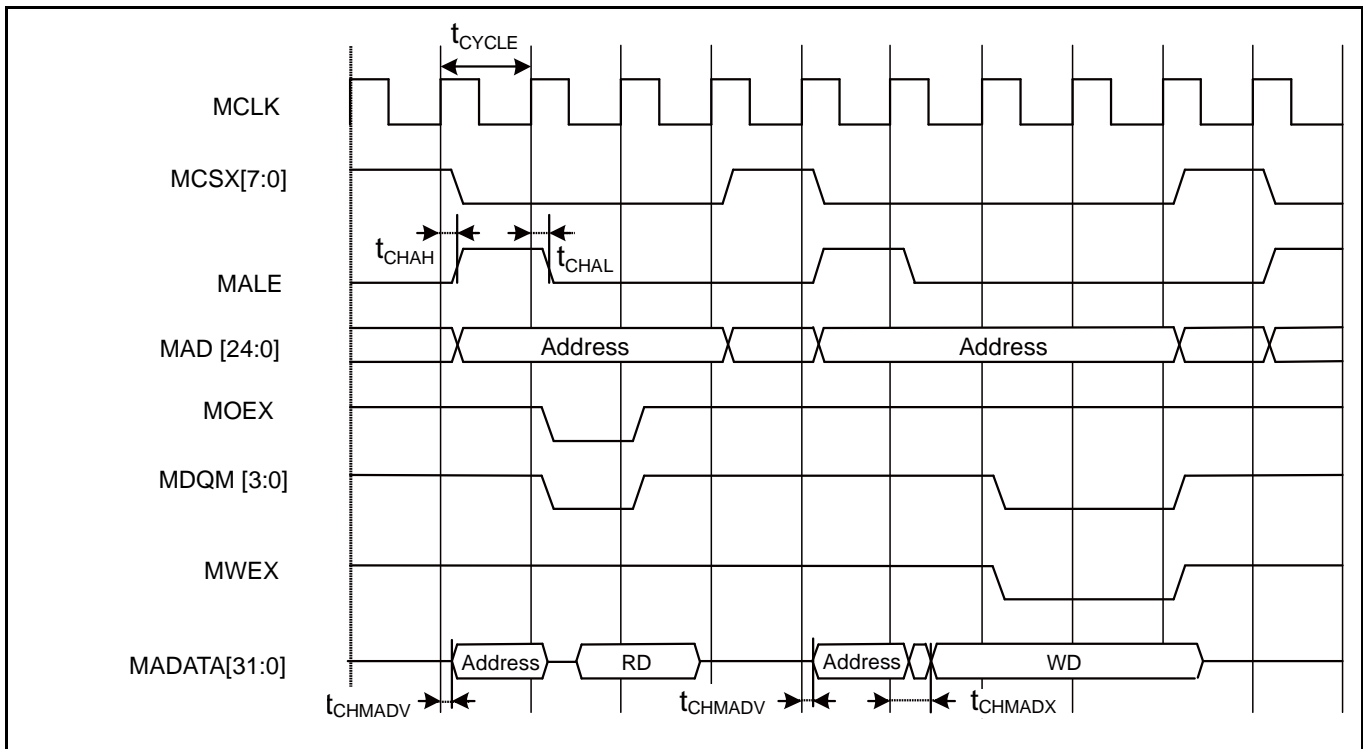 tCYCLE
MCLK
MCSX[7:0]
tCHAH
tCHAL
MALE
MAD [24:0]
Address
Address
MOEX
MDQM [3:0]
MWEX
MADATA[31:0]
Address
RD
Address
WD
tCHMADV
tCHMADV
tCHMADX